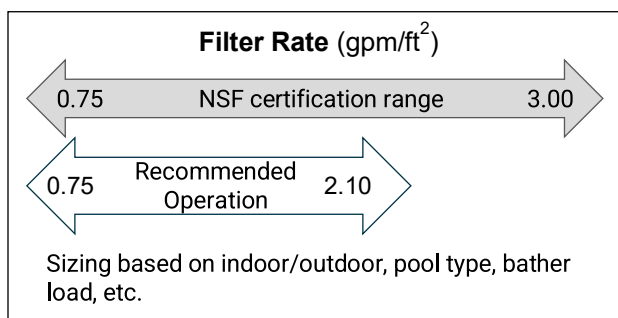 Filter Rate (gpm/ft²)
0.75 NSF certification range 3.00
Recommended
0.75 2.10
Operation
Sizing based on indoor/outdoor, pool type, bather
load, etc.